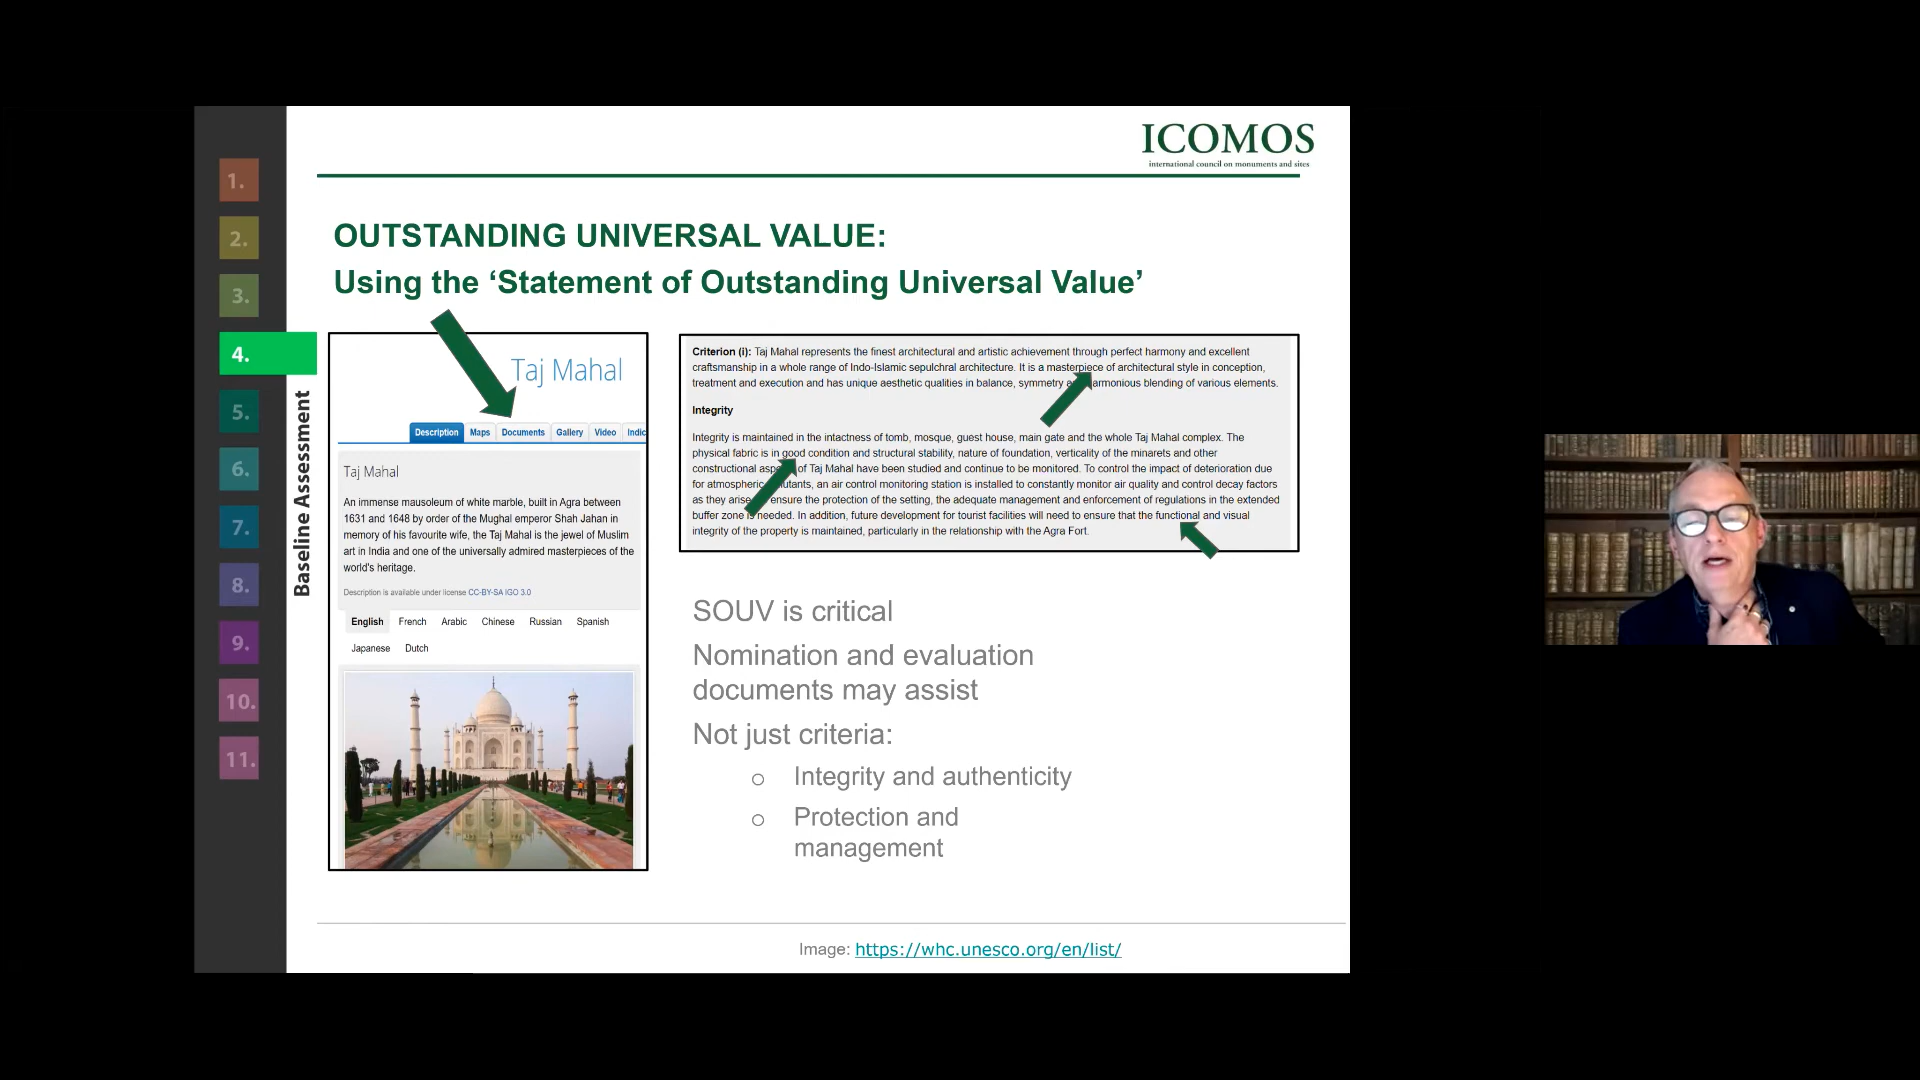 ICOMOS
international council on monuments and sites
1.
2.
3.
4.
5.
6.
7.
8.
9.
10.
11.
Baseline Assessment
OUTSTANDING UNIVERSAL VALUE:
Using the ‘Statement of Outstanding Universal Value’
Taj Mahal
Description Maps Documents Gallery Video Indic
Taj Mahal
An immense mausoleum of white marble, built in Agra between
1631 and 1648 by order of the Mughal emperor Shah Jahan in
memory of his favourite wife, the Taj Mahal is the jewel of Muslim
art in India and one of the universally admired masterpieces of the
world's heritage.
Description is available under license CC-BY-SA IGO 3.0
English French Arabic Chinese Russian Spanish
Japanese Dutch
Criterion (i): Taj Mahal represents the finest architectural and artistic achievement through perfect harmony and excellent
craftsmanship in a whole range of Indo-Islamic sepulchral architecture. It is a masterpiece of architectural style in conception,
treatment and execution and has unique aesthetic qualities in balance, symmetry harmonious blending of various elements.
Integrity
Integrity is maintained in the intactness of tomb, mosque, guest house, main gate and the whole Taj Mahal complex. The
physical fabric is in good condition and structural stability, nature of foundation, verticality of the minarets and other
constructional of Taj Mahal have been studied and continue to be monitored. To control the impact of deterioration due
for atmospheric an air control monitoring station is installed to constantly monitor air quality and control decay factors
as they arise ensure the protection of the setting, the adequate management and enforcement of regulations in the extended
buffer zone is needed. In addition, future development for tourist facilities will need to ensure that the functional and visual
integrity of the property is maintained, particularly in the relationship with the Agra Fort.
SOUV is critical
Nomination and evaluation
documents may assist
Not just criteria:
o Integrity and authenticity
o Protection and
management
Image: https://whc.unesco.org/en/list/